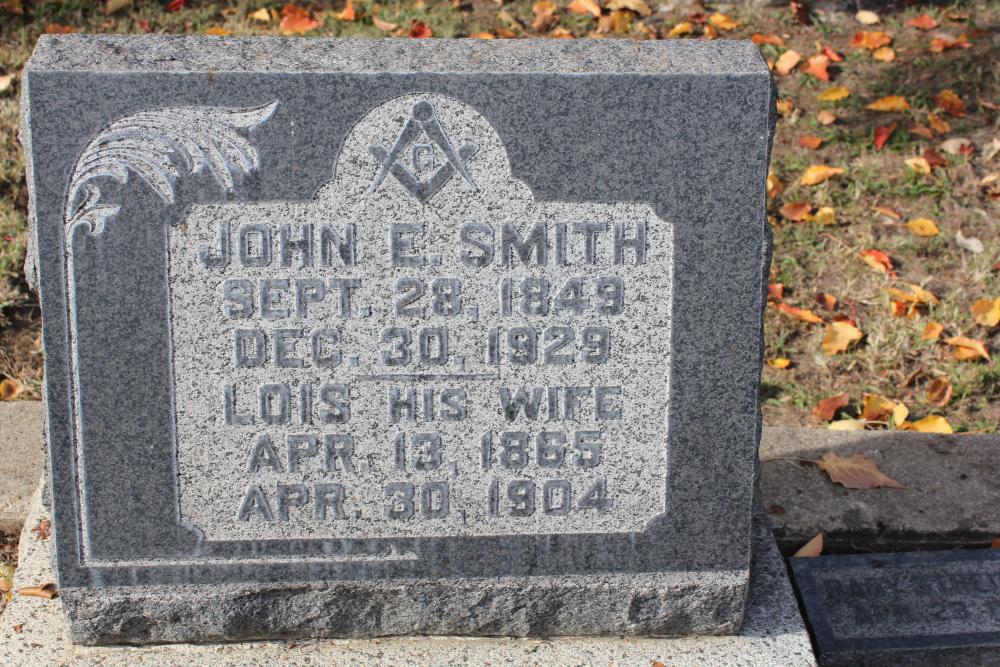 G
JOHN E. SMITH
SEPT. 28, 1849
DEC. 30, 1929
LOIS HIS WIFE
APR. 13, 1865
APR. 30, 1904